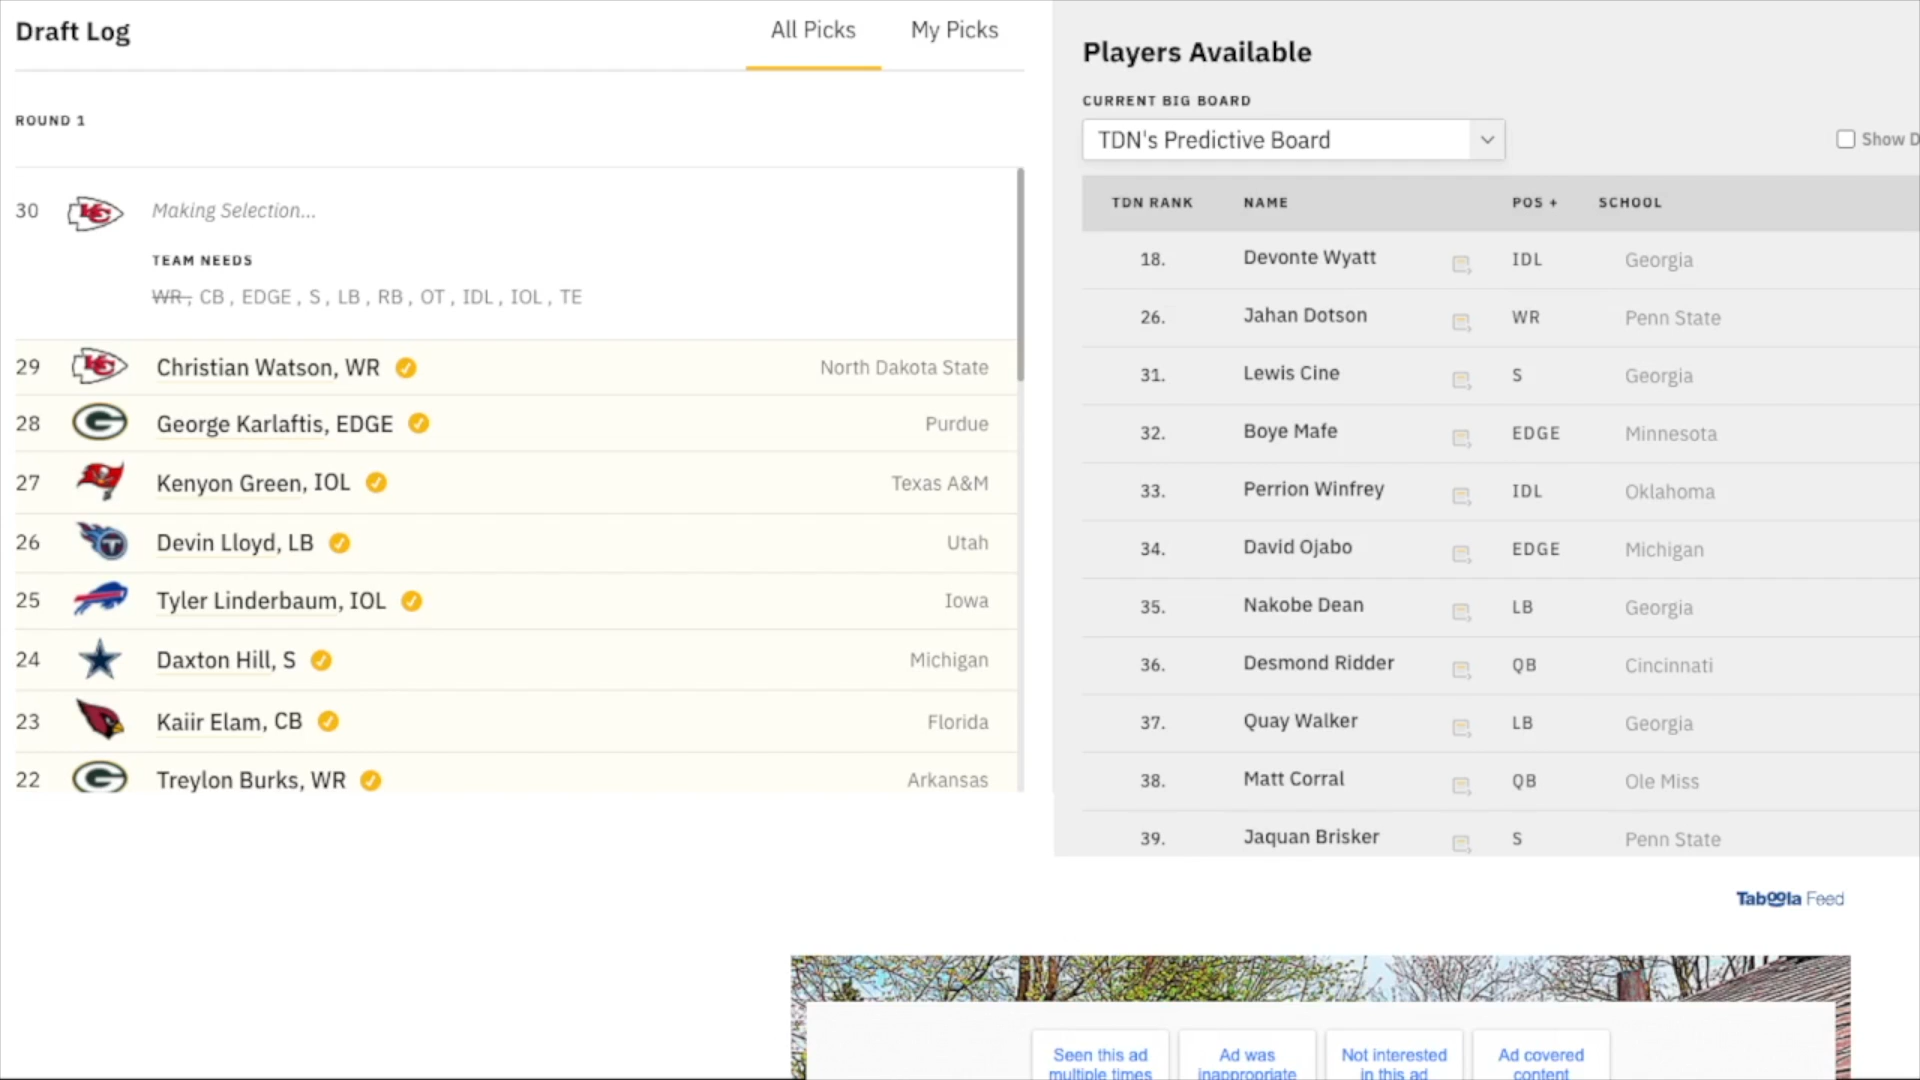 Draft Log
All Picks
My Picks
ROUND 1
30
Making Selection...
TEAM NEEDS
WR, CB, EDGE, S, LB, RB, OT, IDL, IOL, TE
29 Christian Watson, WR North Dakota State
28 George Karlaftis, EDGE Purdue
27 Kenyon Green, IOL Texas A&M
26 Devin Lloyd, LB Utah
25 Tyler Linderbaum, IOL Iowa
24 Daxton Hill, S Michigan
23 Kaiir Elam, CB Florida
22 Treylon Burks, WR Arkansas
Players Available
CURRENT BIG BOARD
TDN's Predictive Board
Show D
TDN RANK NAME POS + SCHOOL
18. Devonte Wyatt IDL Georgia
26. Jahan Dotson WR Penn State
31. Lewis Cine S Georgia
32. Boye Mafe EDGE Minnesota
33. Perrion Winfrey IDL Oklahoma
34. David Ojabo EDGE Michigan
35. Nakobe Dean LB Georgia
36. Desmond Ridder QB Cincinnati
37. Quay Walker LB Georgia
38. Matt Corral QB Ole Miss
39. Jaquan Brisker S Penn State
Taboola Feed
Seen this ad
multiple times
Ad was
inappropriate
Not interested
in this ad
Ad covered
content